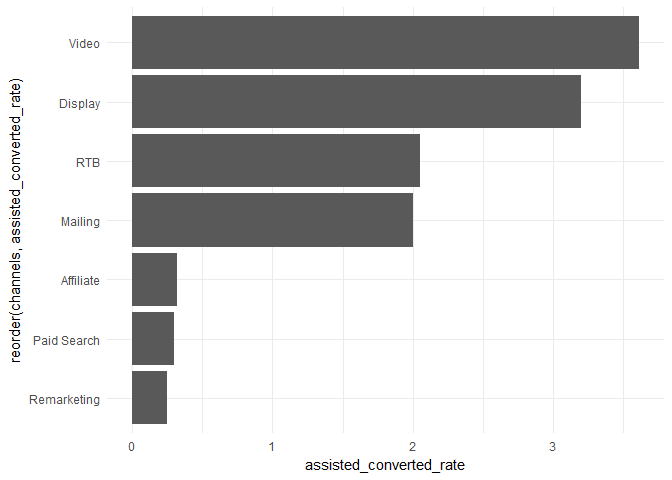 reorder(channels, assisted_converted_rate)
Video
Display
RTB
Mailing
Affiliate
Paid Search
Remarketing
0 1 2 3
assisted_converted_rate